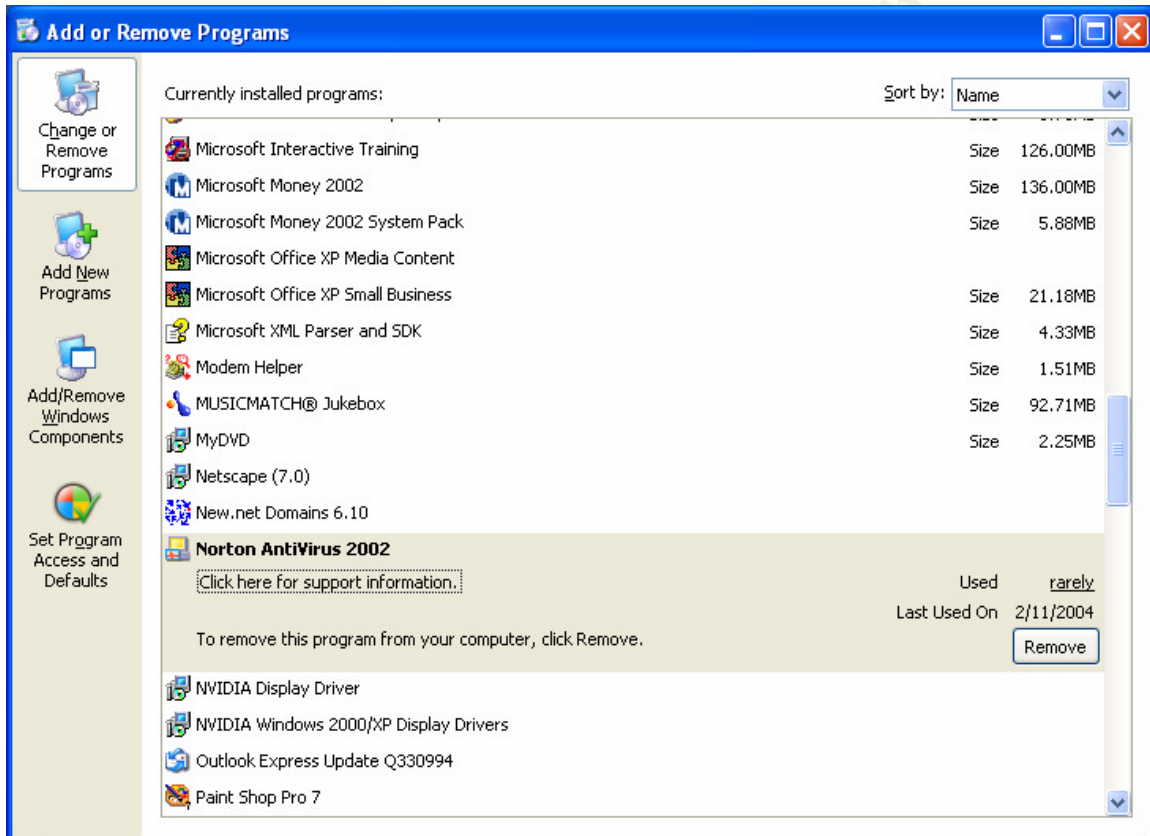 Add or Remove Programs
Change or Remove Programs
Add New Programs
Add/Remove Windows Components
Set Program Access and Defaults
Currently installed programs:
Sort by: Name
Microsoft Interactive Training Size 126.00MB
Microsoft Money 2002 Size 136.00MB
Microsoft Money 2002 System Pack Size 5.88MB
Microsoft Office XP Media Content
Microsoft Office XP Small Business Size 21.18MB
Microsoft XML Parser and SDK Size 4.33MB
Modem Helper Size 1.51MB
MUSICMATCH® Jukebox Size 92.71MB
MyDVD Size 2.25MB
Netscape (7.0)
New.net Domains 6.10
Norton AntiVirus 2002
Click here for support information. Used rarely
Last Used On 2/11/2004
To remove this program from your computer, click Remove. Remove
NVIDIA Display Driver
NVIDIA Windows 2000/XP Display Drivers
Outlook Express Update Q330994
Paint Shop Pro 7